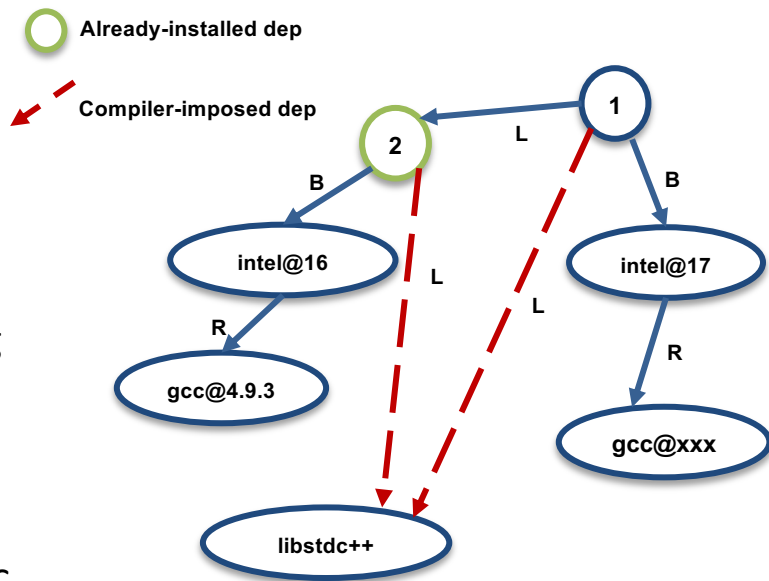 Already-installed dep
Compiler-imposed dep
1
2
L
B
B
intel@16
intel@17
L
L
R
R
gcc@4.9.3
gcc@xxx
libstdc++